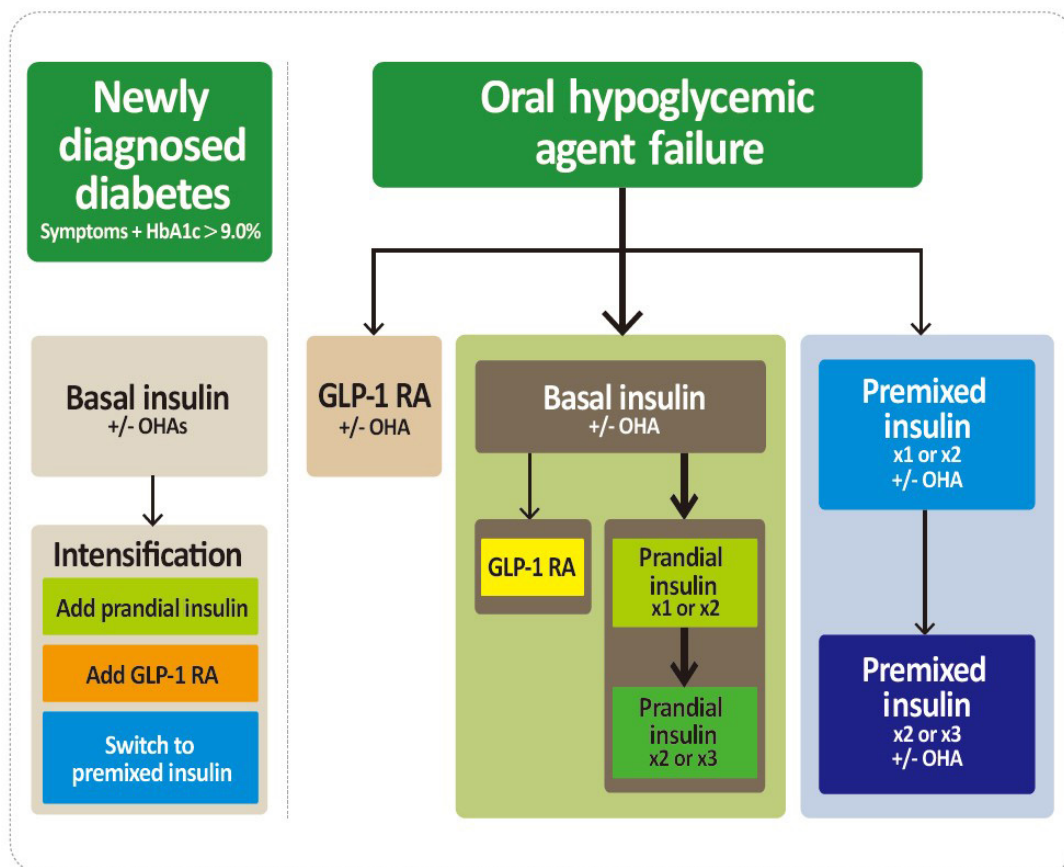 Newly
diagnosed
diabetes
Symptoms + HbA1c > 9.0%
Basal insulin
+/- OHAs
Intensification
Add prandial insulin
Add GLP-1 RA
Switch to
premixed insulin
Oral hypoglycemic
agent failure
GLP-1 RA
+/- OHA
Basal insulin
+/- OHA
GLP-1 RA
Prandial
insulin
x1 or x2
Prandial
insulin
x2 or x3
Premixed
insulin
x1 or x2
+/- OHA
Premixed
insulin
x2 or x3
+/- OHA